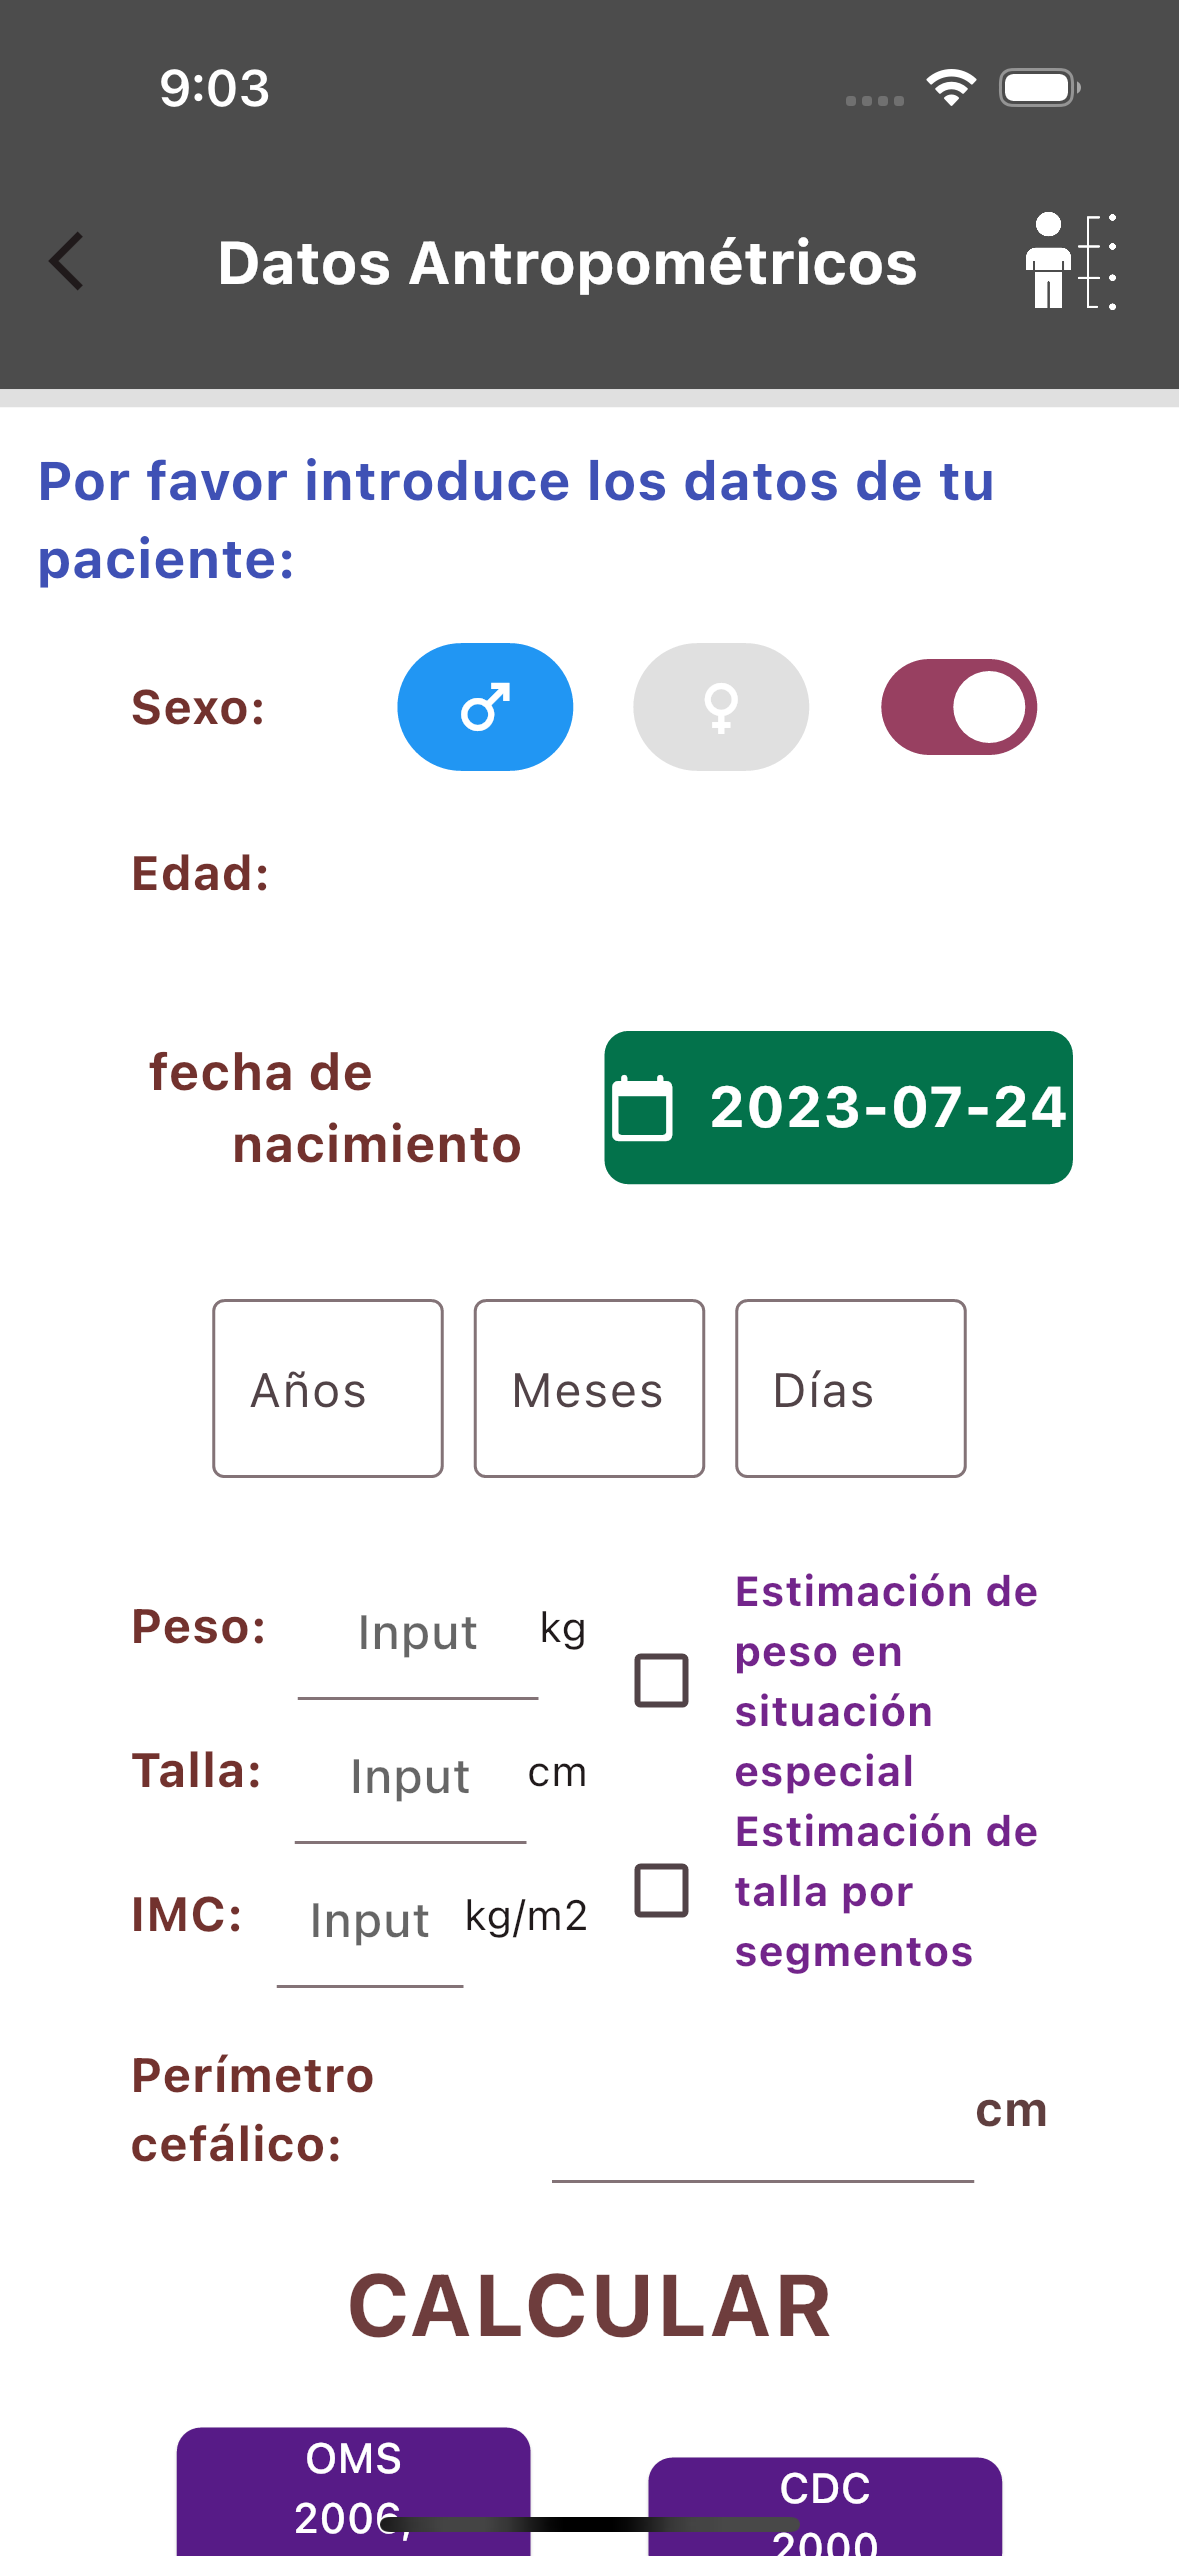 9:03
Datos Antropométricos
Por favor introduce los datos de tu
paciente:
Sexo:
Edad:
fecha de
nacimiento
2023-07-24
Años
Meses
Días
Peso:
Input
kg
Estimación de
peso en
situación
especial
Talla:
Input
cm
IMC:
Input
kg/m2
Estimación de
talla por
segmentos
Perímetro
cefálico:
cm
CALCULAR
OMS
2006,
CDC
2000